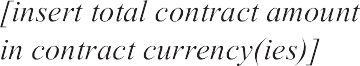 [insert total contract amount
in contract currency(ies)]